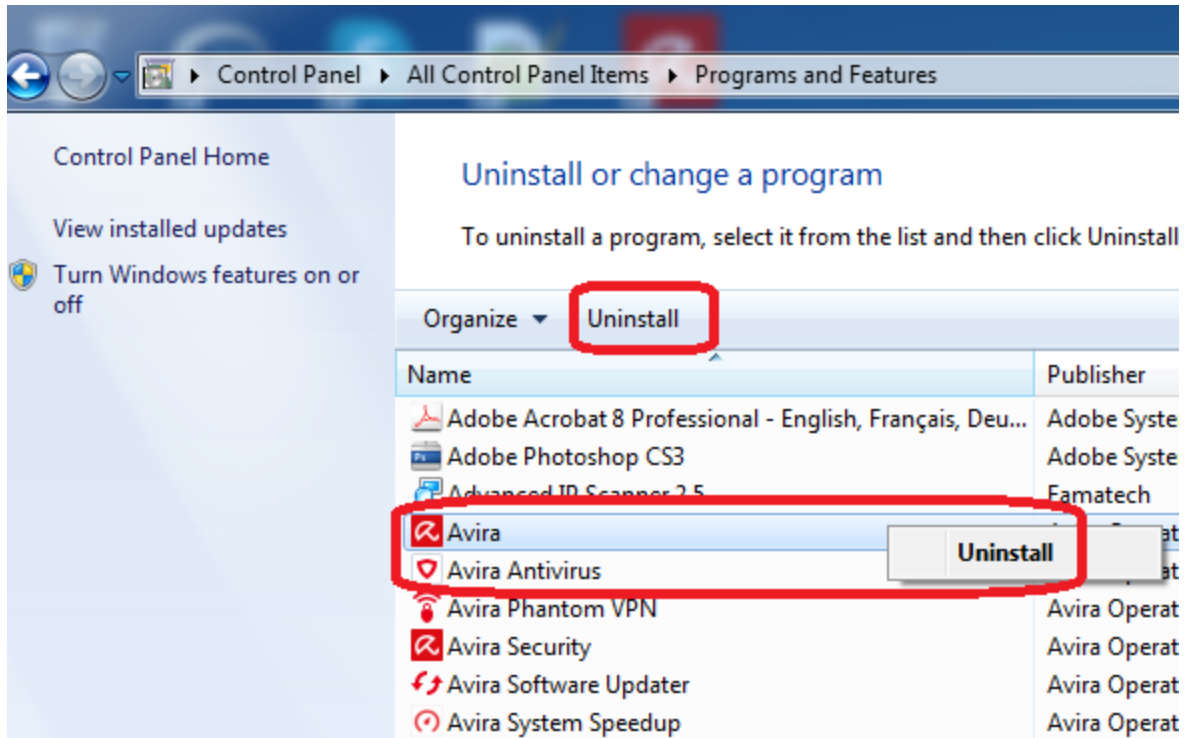 Control Panel ▸ All Control Panel Items ▸ Programs and Features
Control Panel Home
View installed updates
Turn Windows features on or
off
Uninstall or change a program
To uninstall a program, select it from the list and then click Uninstall
Organize Uninstall
Name Publisher
Adobe Acrobat 8 Professional - English, Français, Deu... Adobe Syste
Adobe Photoshop CS3 Adobe Syste
Advanced IP Scanner 2.5 Famatech
Avira
Uninstall
Avira Antivirus
Avira Phantom VPN Avira Operat
Avira Security Avira Operat
Avira Software Updater Avira Operat
Avira System Speedup Avira Operat